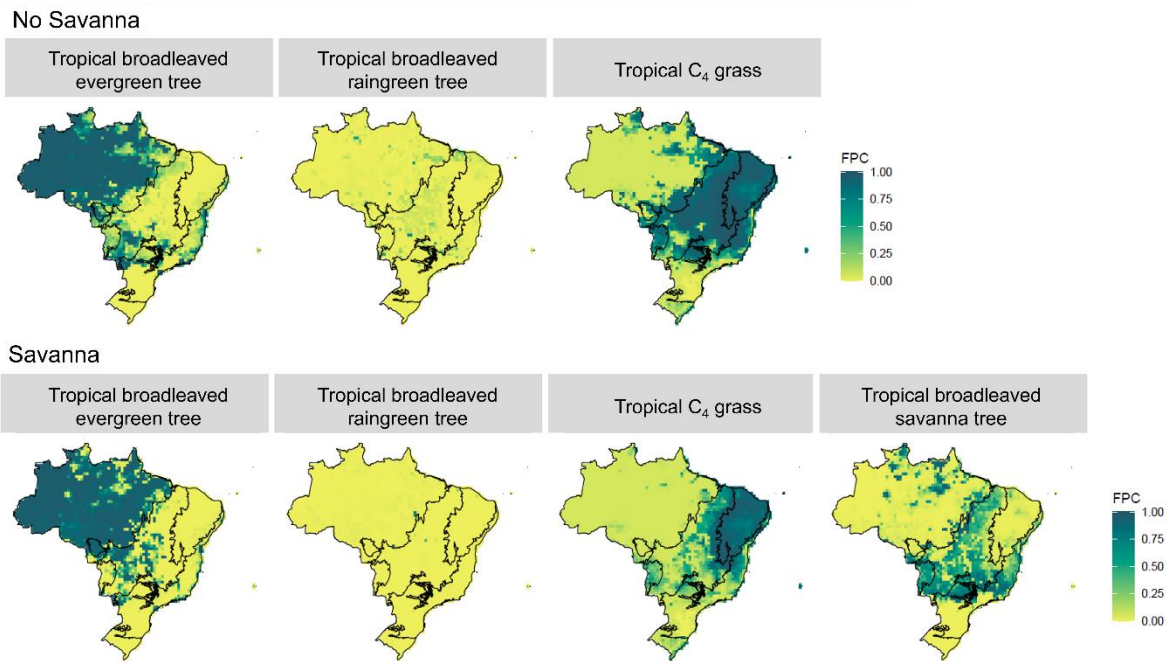 No Savanna
Tropical broadleaved
evergreen tree
Tropical broadleaved
raingreen tree
Tropical C₄ grass
FPC
1.00
0.75
0.50
0.25
0.00
Savanna
Tropical broadleaved
evergreen tree
Tropical broadleaved
raingreen tree
Tropical C₄ grass
Tropical broadleaved
savanna tree
FPC
1.00
0.75
0.50
0.25
0.00